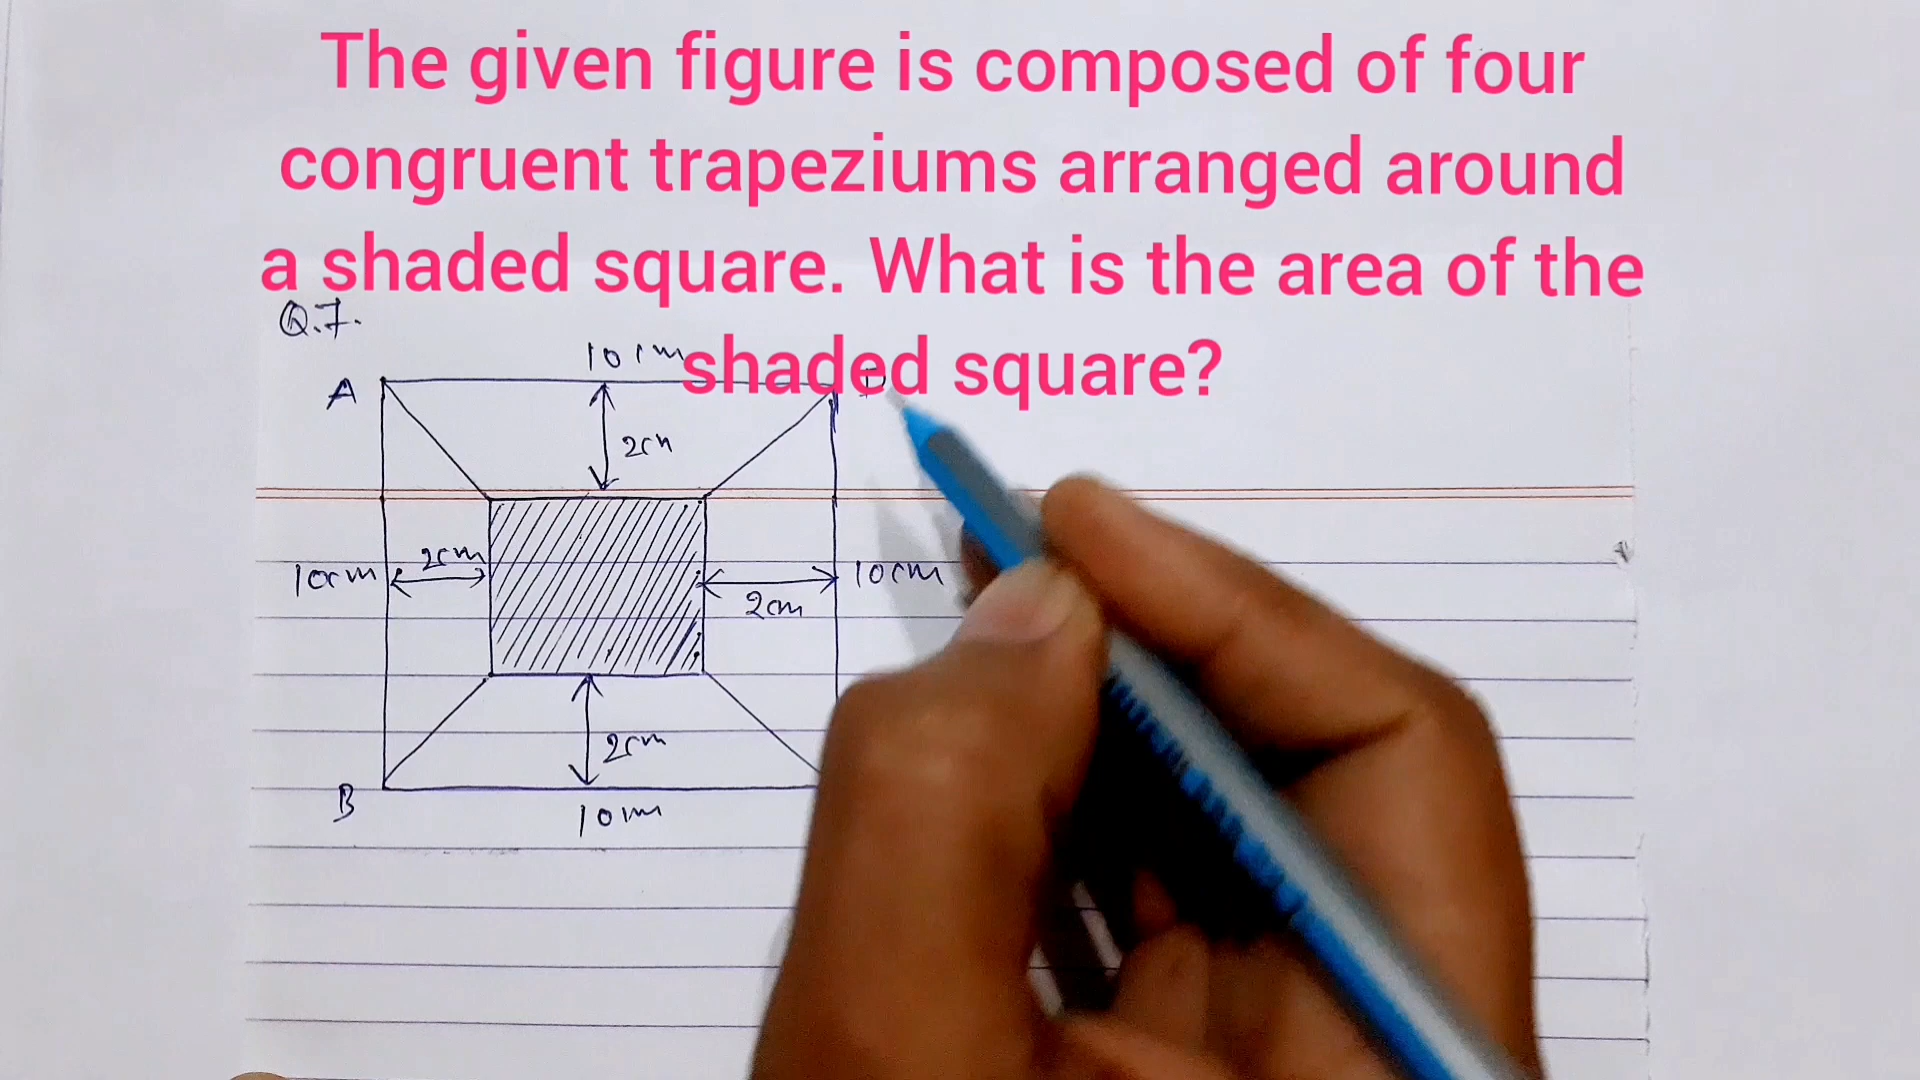 The given figure is composed of four
congruent trapeziums arranged around
a shaded square. What is the area of the
shaded square?
Q.7.
10 cm
A
2cm
2cm
10cm
10cm
2cm
2cm
B
10cm